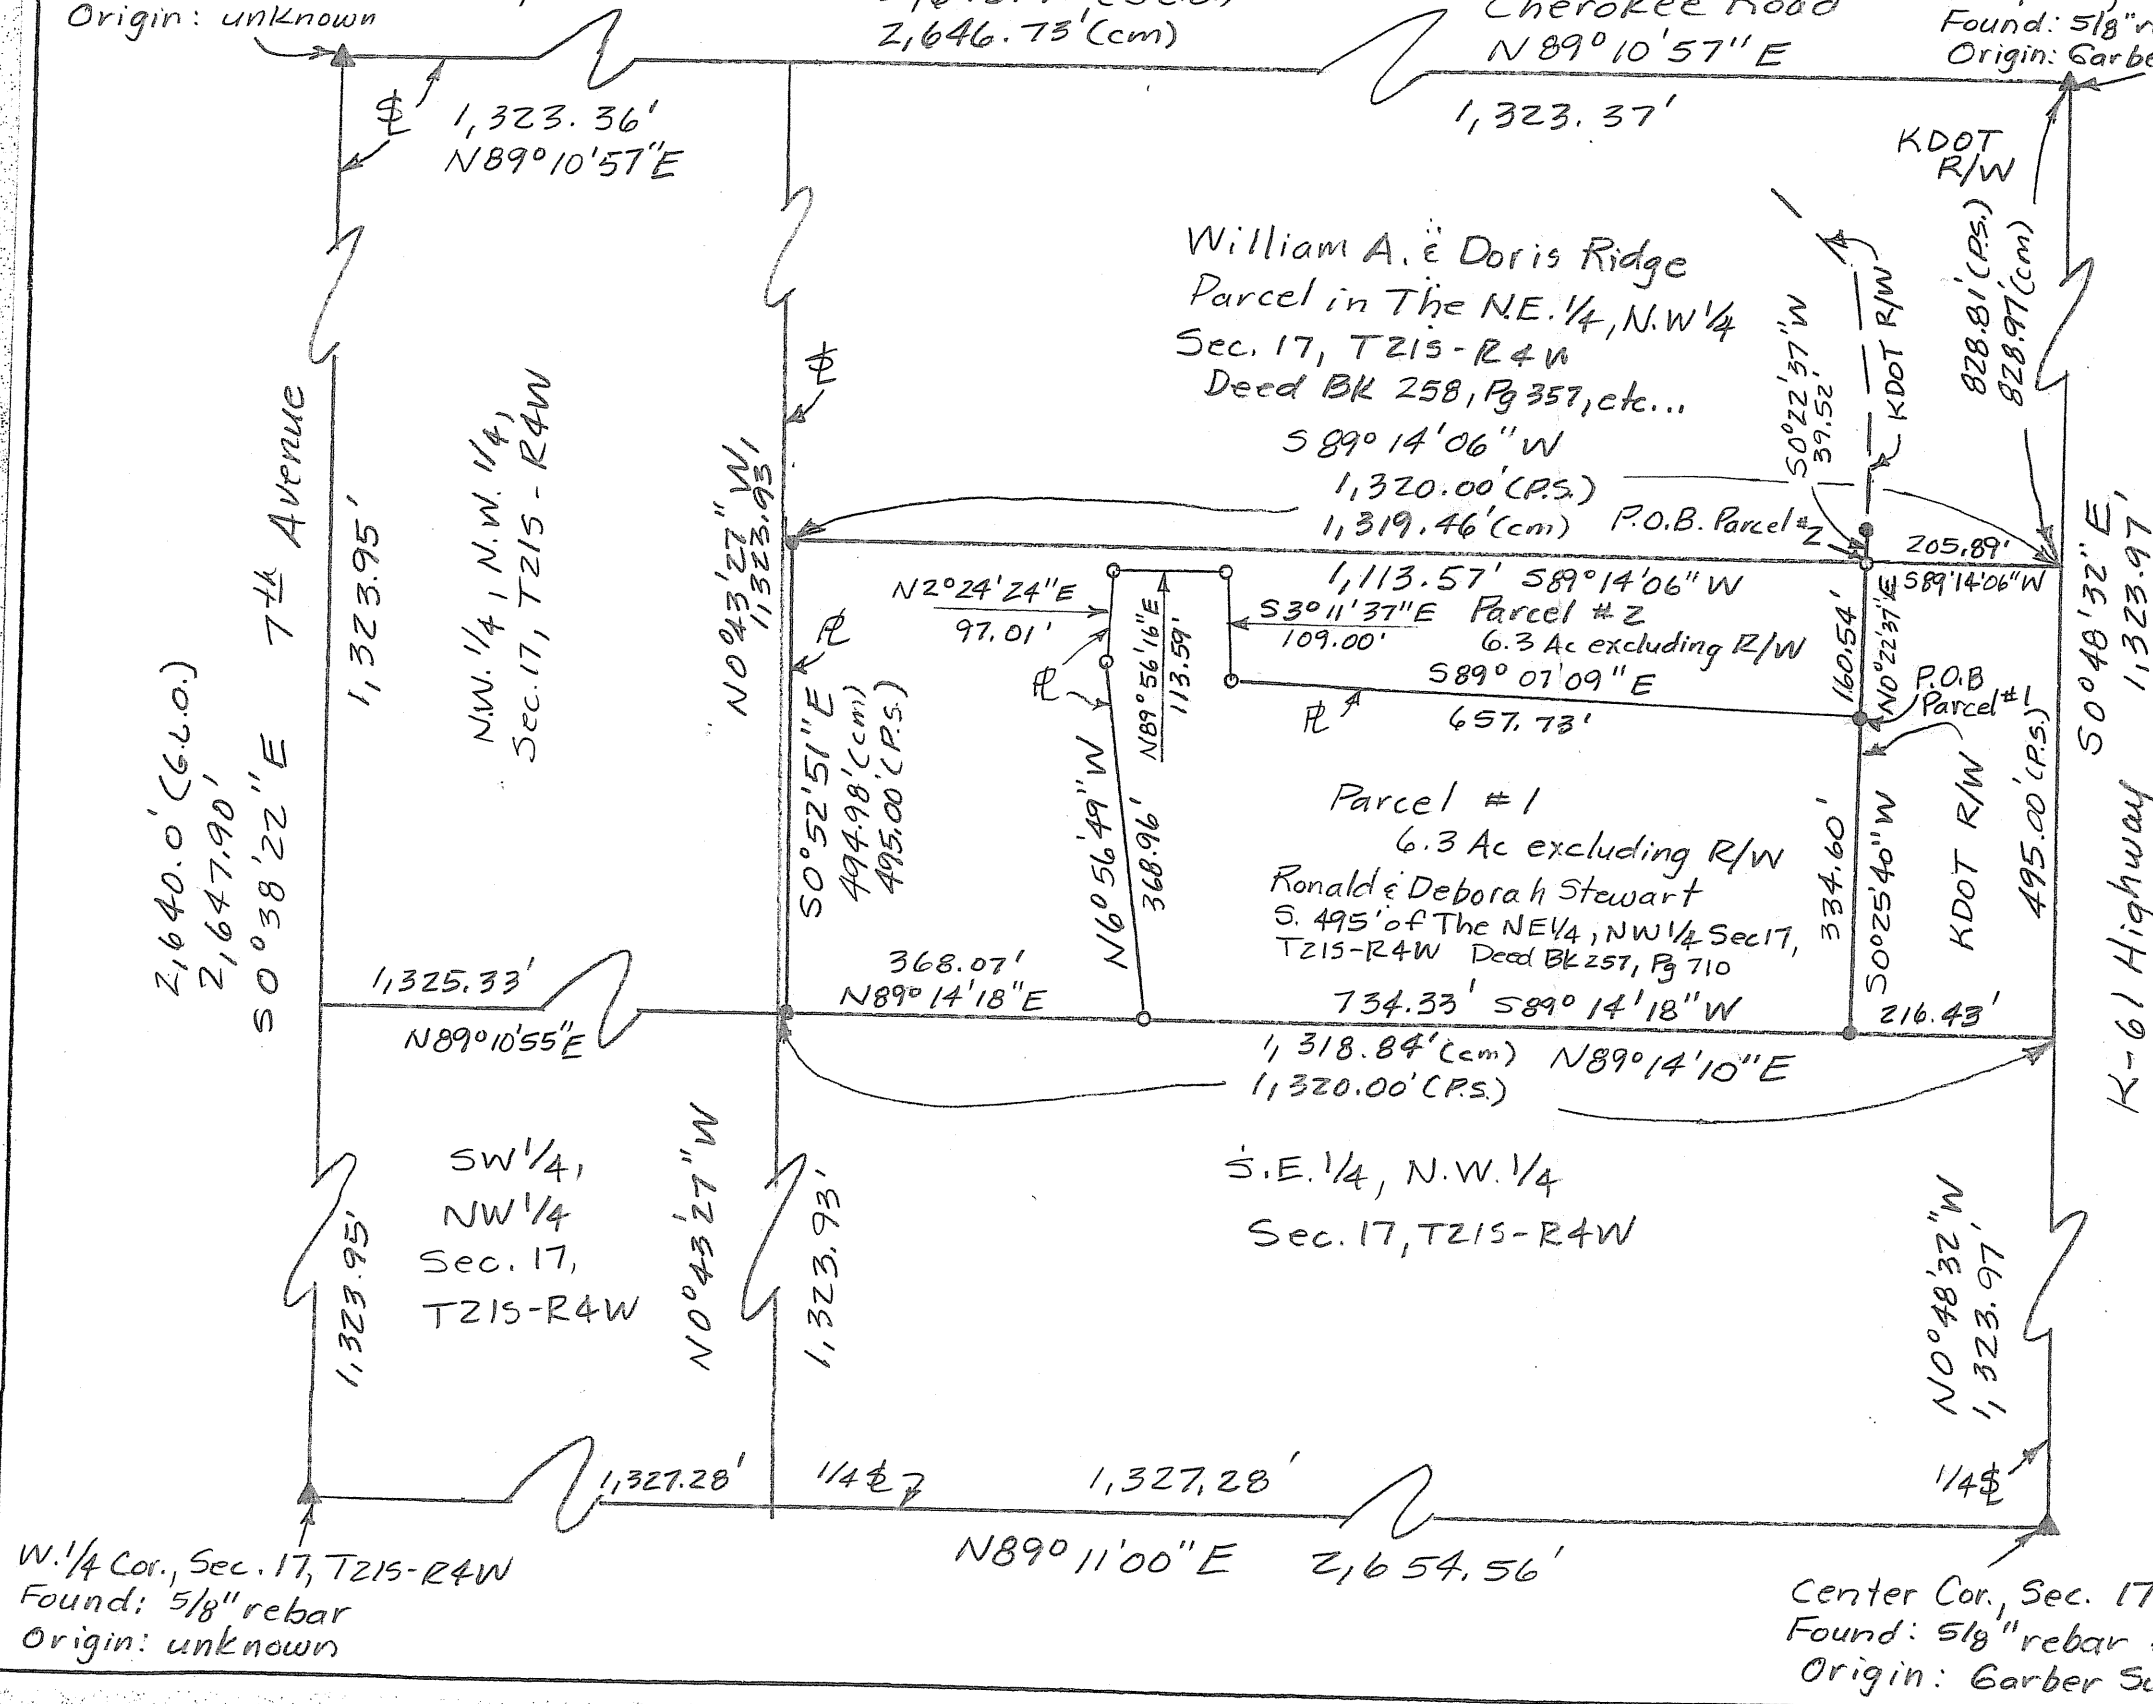 Origin: unknown
2,646.73'(cm)
Cherokee Road
N 89° 10' 57" E
Found: 5/8"
Origin:
1,323.36'
N89°10'57"E
1,323.37'
KDOT
R/W
828.81'(P.S.)
828.97'(cm)
William A. & Doris Ridge
Parcel in The N.E. 1/4, N.W 1/4
Sec. 17, T21S-R4W
Deed BK 258, Pg 357, etc...
S0°22'37"W
39.52'
KDOT R/W
S 89° 14' 06" W
1,320.00'(P.S.)
1,319.46'(cm)
P.O.B. Parcel #2
205.89'
S89°14'06"W
7th Avenue
1,323.95'
N.W. 1/4, N.W. 1/4,
Sec. 17, T21S-R4W
N0°43'27"W
1,323.93'
2,640.0'(G.L.O.)
2,647.90'
S0°38'22"E
N2°24'24"E
97.01'
N89°56'16"E
113.59'
1,113.57' S89°14'06"W
S3°11'37"E
109.00'
Parcel #2
6.3 Ac excluding R/W
S89°07'09"E
657.73'
160.54'
N0°22'37"E
P.O.B
Parcel #1
S0°48'32"E
1,323.97'
K-61 Highway
S0°52'51"E
494.98'(cm)
495.00'(P.S.)
N6°56'49"W
368.96'
Parcel #1
6.3 Ac excluding R/W
Ronald & Deborah Stewart
S. 495' of The NE1/4, NW1/4 Sec17,
T21S-R4W Deed Bk 257, Pg 710
334.60'
S0°25'40"W
KDOT R/W
495.00'(P.S.)
1,325.33'
N89°10'55"E
368.07'
N89°14'18"E
734.33' S89°14'18"W
216.43'
1,318.84'(cm) N89°14'10"E
1,320.00'(P.S.)
SW 1/4,
NW 1/4
Sec. 17,
T21S-R4W
1,323.95'
N0°43'27"W
1,323.93'
S.E. 1/4, N.W. 1/4
Sec. 17, T21S-R4W
N0°48'32"W
1,323.97'
1,327.28'
1/4
1,327.28'
1/4
N89°11'00"E 2,654.56'
W. 1/4 Cor., Sec. 17, T21S-R4W
Found: 5/8" rebar
Origin: unknown
Center Cor., Sec. 17
Found: 5/8" rebar
Origin: Garber